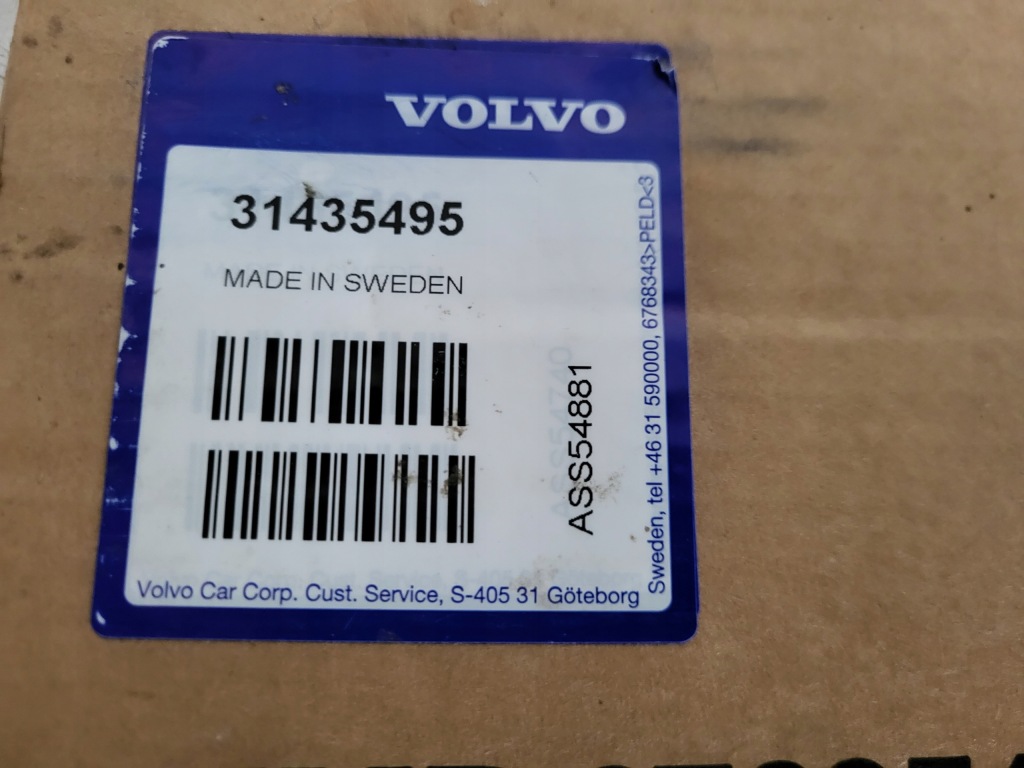 VOLVO
31435495
MADE IN SWEDEN
ASS54881
Volvo Car Corp. Cust. Service, S-405 31 Göteborg
Sweden, tel +46 31 590000, 6768343>PELD<3